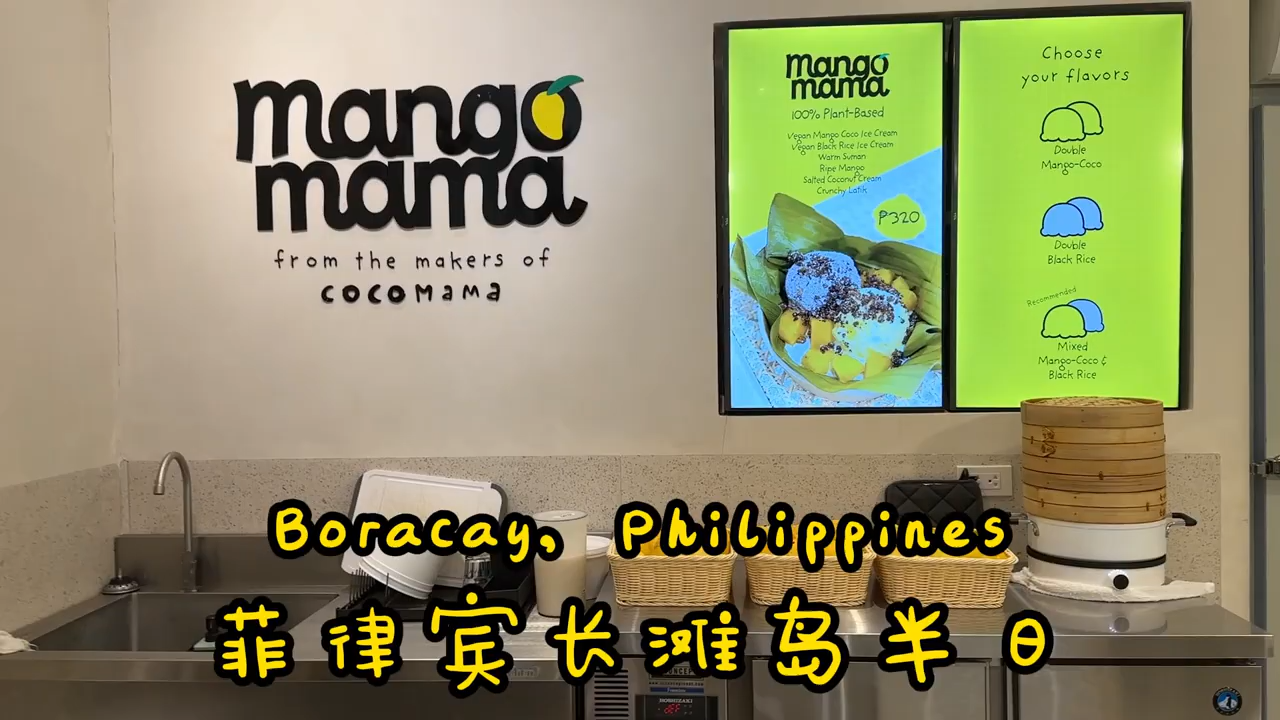 mango
mama
from the makers of
COCOMAMA
mango
mama
100% Plant-Based
Vegan Mango Coco Ice Cream
Vegan Black Rice Ice Cream
Warm Suman
Ripe Mango
Salted Coconut Cream
Crunchy Latik
₱320
Choose
your flavors
Double
Mango-Coco
Double
Black Rice
Recommended
Mixed
Mango-Coco &
Black Rice
Boracay、Philippines
菲律宾长滩岛半日
HOSHIZAKI